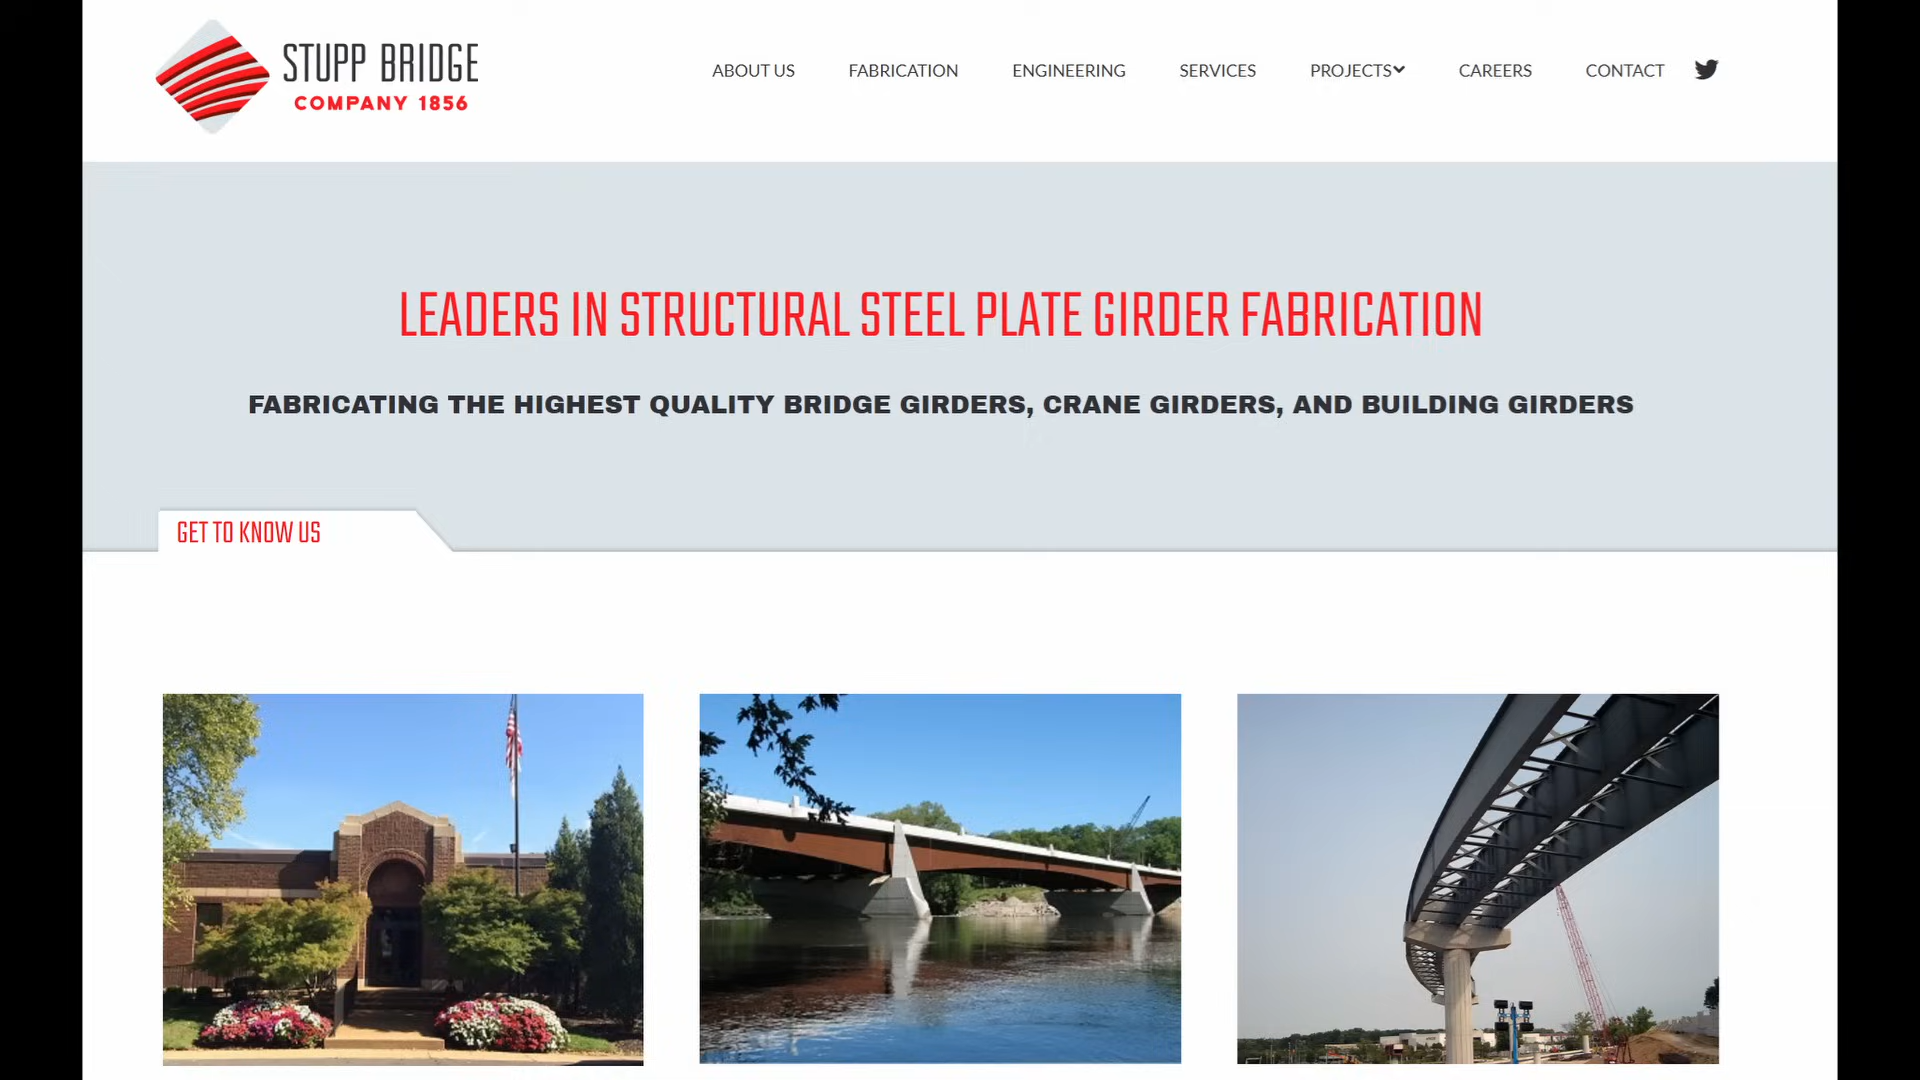 STUPP BRIDGE
COMPANY 1856
ABOUT US
FABRICATION
ENGINEERING
SERVICES
PROJECTS
CAREERS
CONTACT
LEADERS IN STRUCTURAL STEEL PLATE GIRDER FABRICATION
FABRICATING THE HIGHEST QUALITY BRIDGE GIRDERS, CRANE GIRDERS, AND BUILDING GIRDERS
GET TO KNOW US